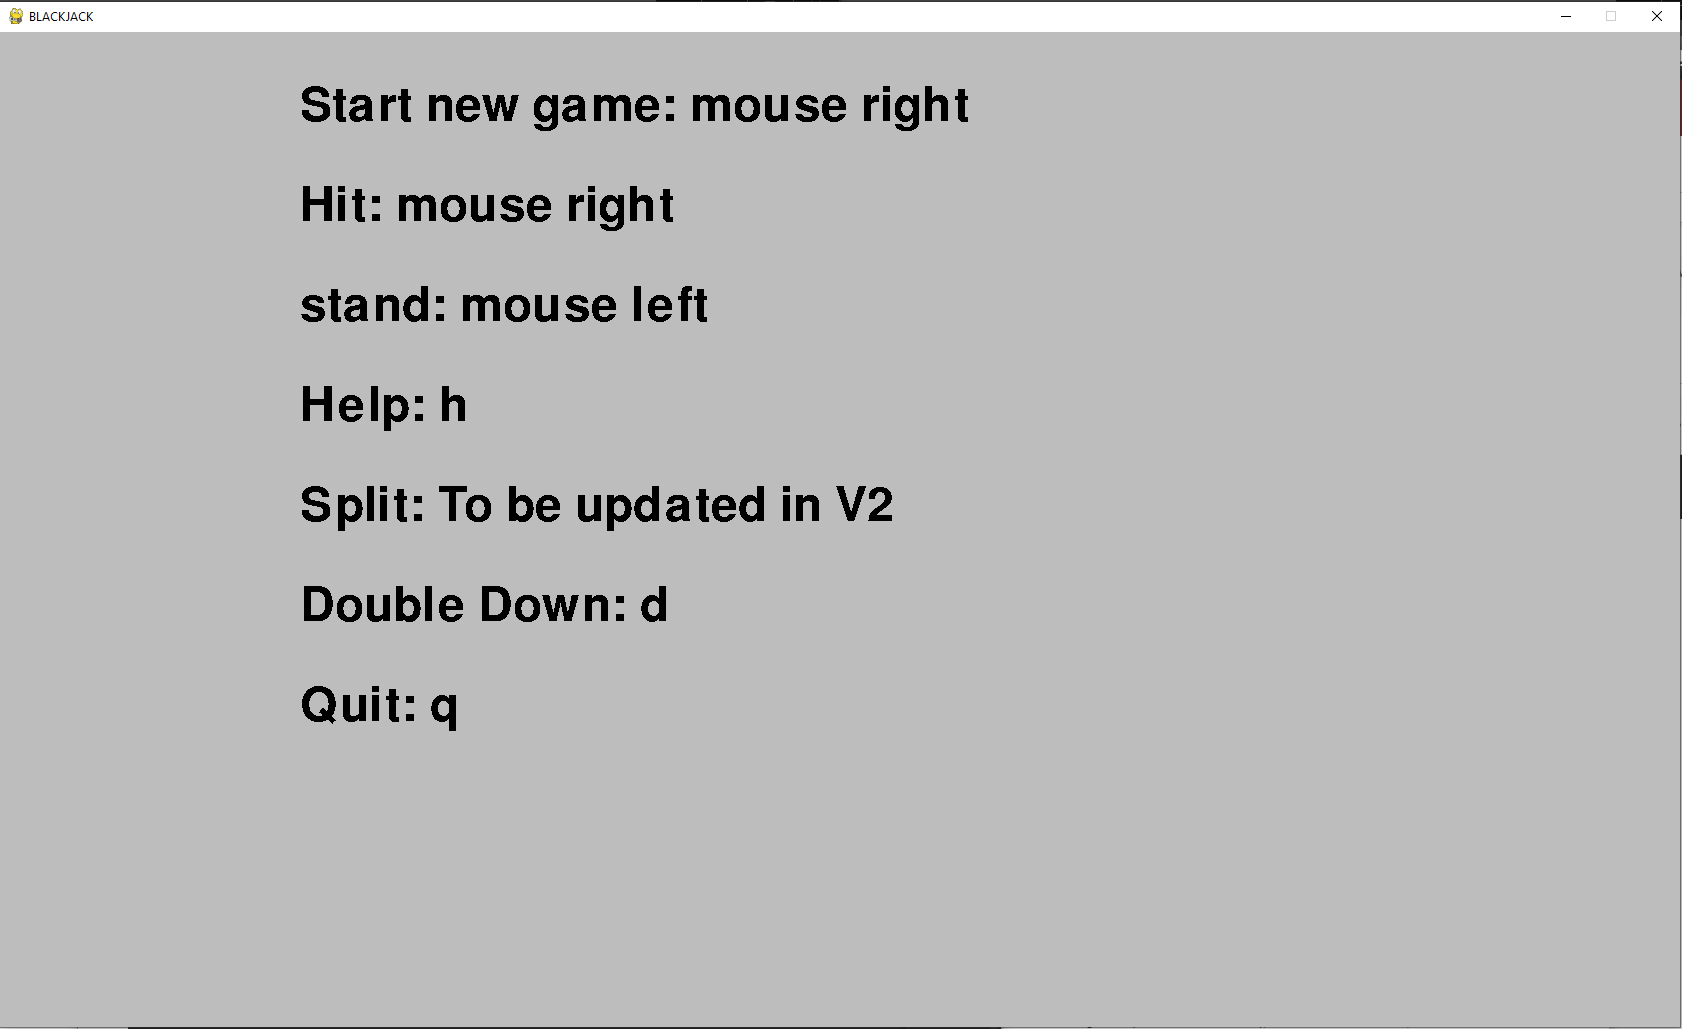 BLACKJACK
Start new game: mouse right
Hit: mouse right
stand: mouse left
Help: h
Split: To be updated in V2
Double Down: d
Quit: q